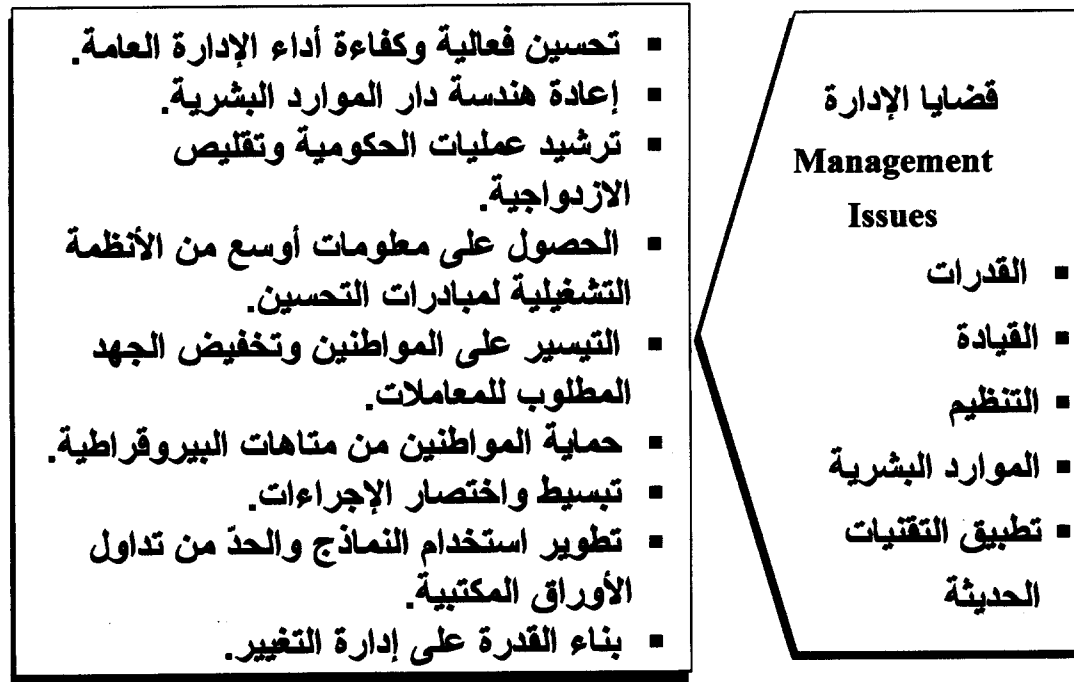 قضايا الإدارة
Management
Issues
▪ القدرات
▪ القيادة
▪ التنظيم
▪ الموارد البشرية
▪ تطبيق التقنيات
الحديثة
▪ تحسين فعالية وكفاءة أداء الإدارة العامة.
▪ إعادة هندسة دار الموارد البشرية.
▪ ترشيد عمليات الحكومية وتقليص
الازدواجية.
▪ الحصول على معلومات أوسع من الأنظمة
التشغيلية لمبادرات التحسين.
▪ التيسير على المواطنين وتخفيض الجهد
المطلوب للمعاملات.
▪ حماية المواطنين من متاهات البيروقراطية.
▪ تبسيط واختصار الإجراءات.
▪ تطوير استخدام النماذج والحدّ من تداول
الأوراق المكتبية.
▪ بناء القدرة على إدارة التغيير.